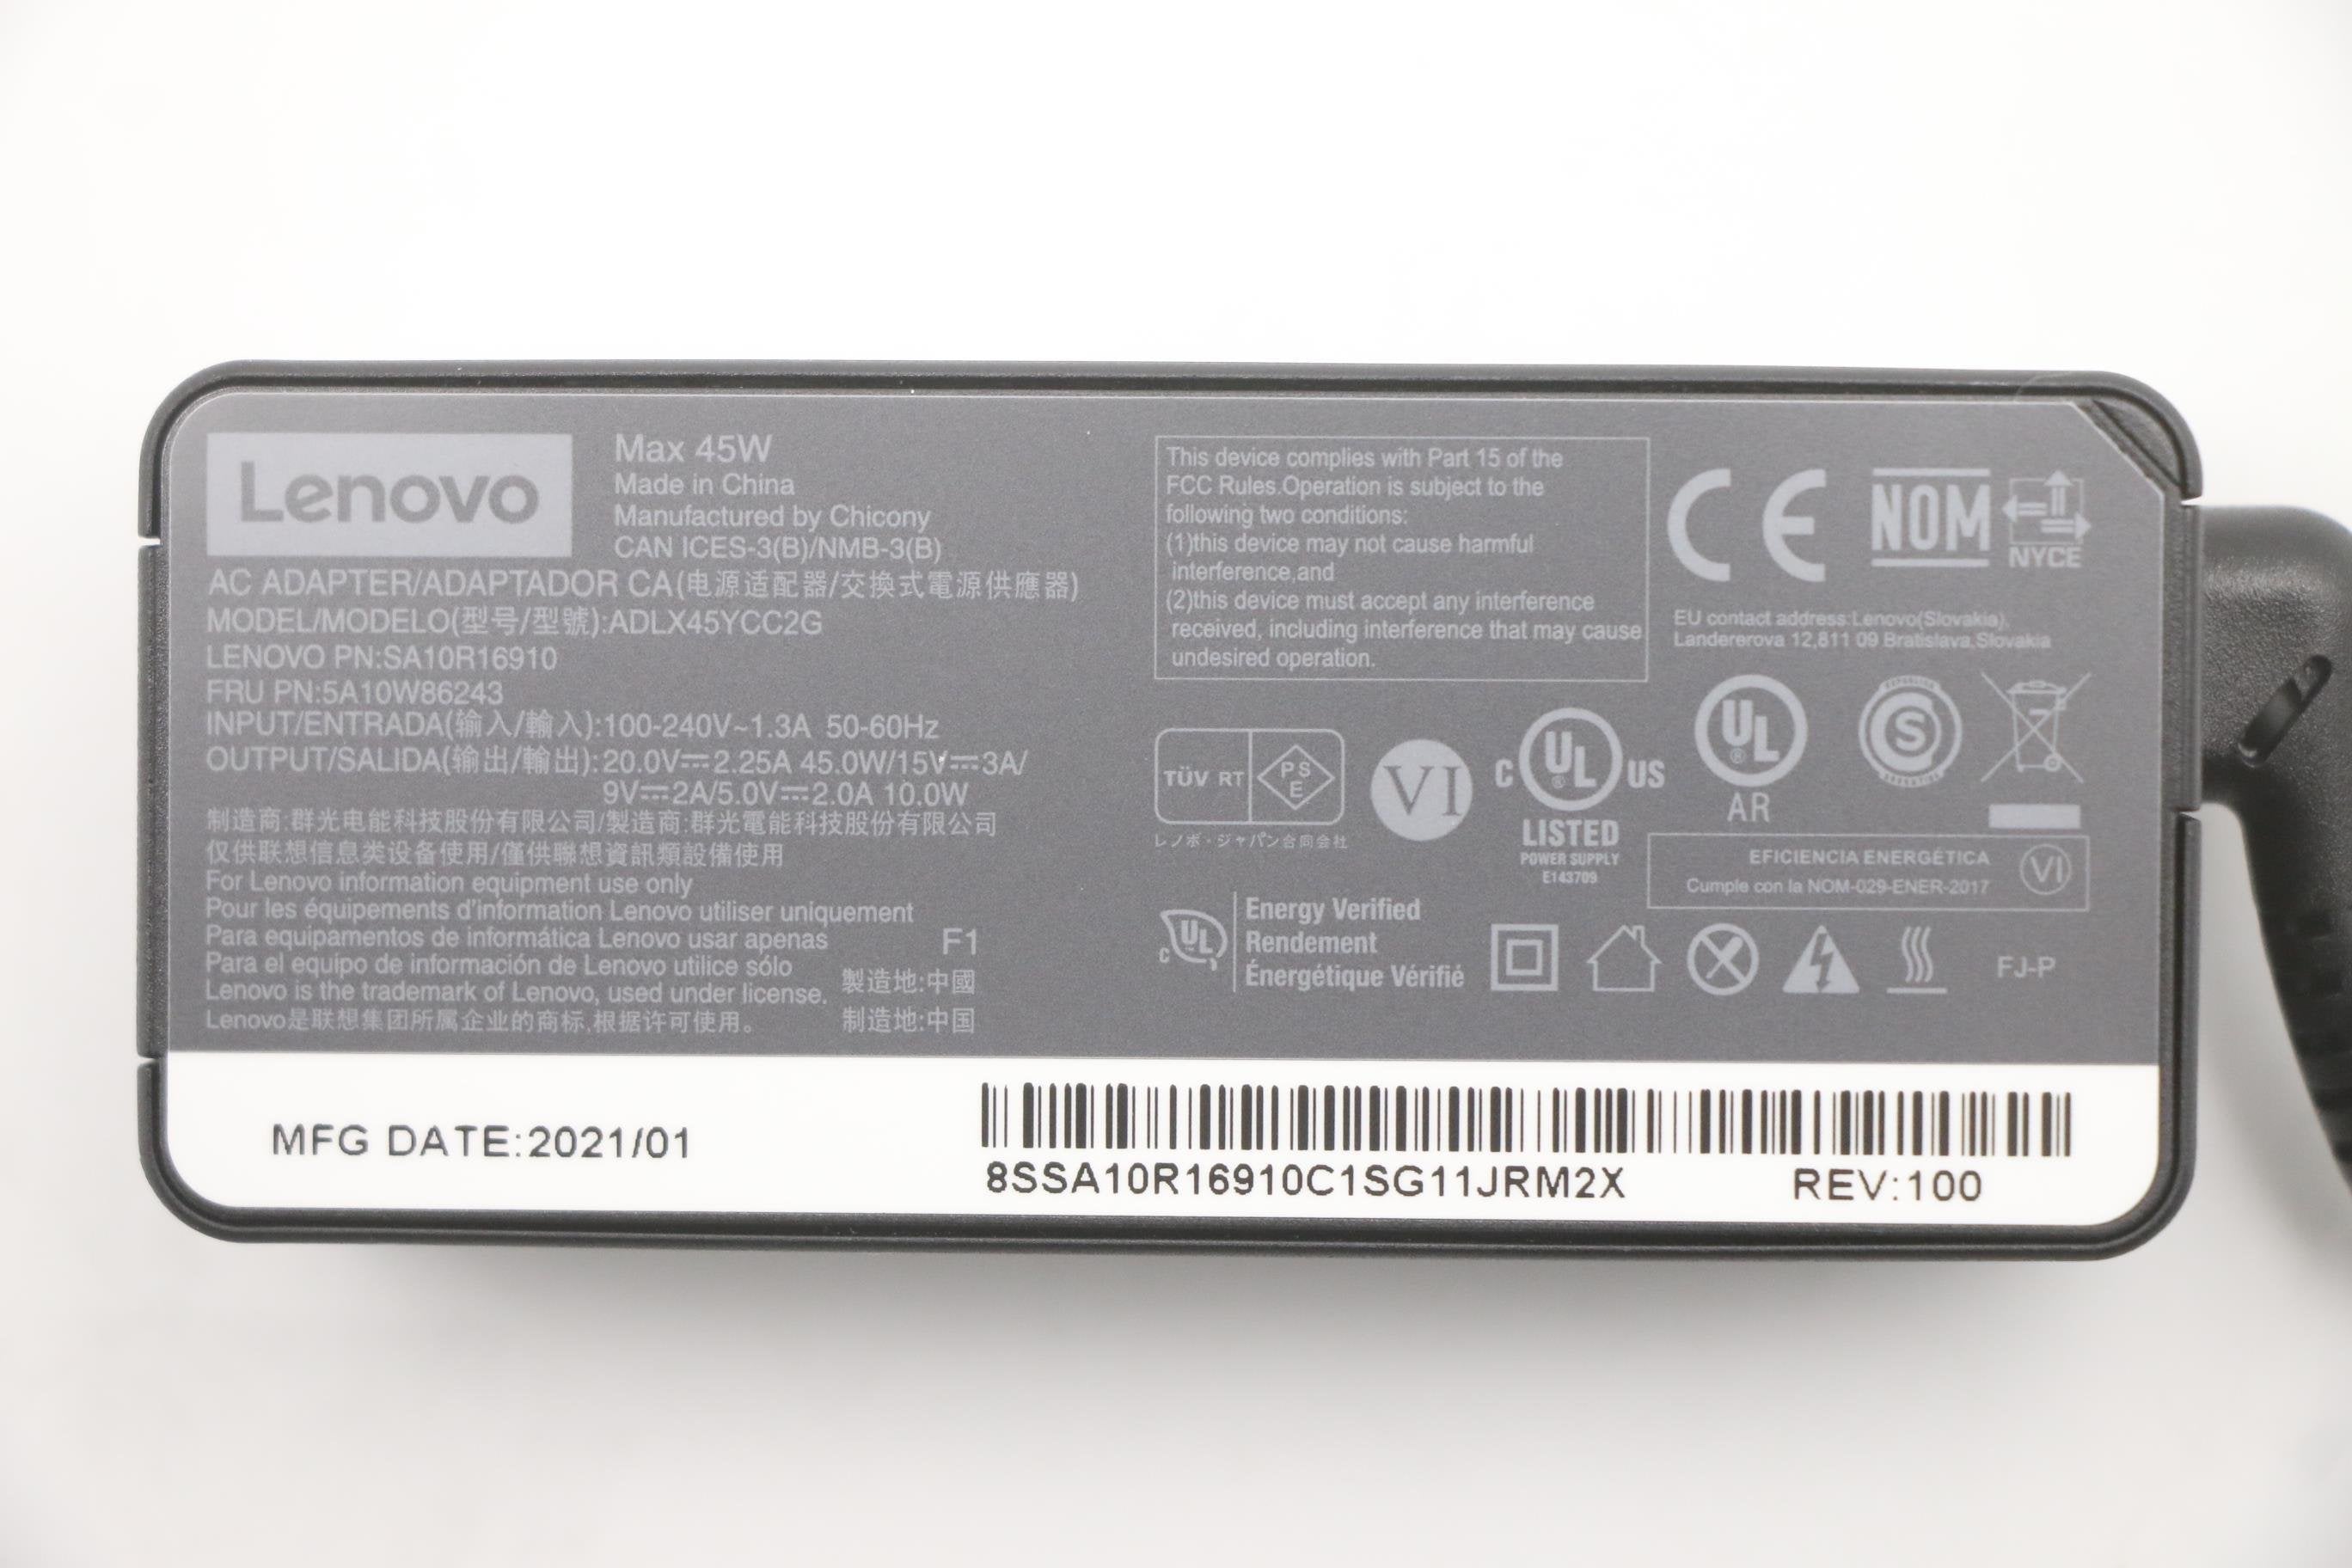 Lenovo
Max 45W
Made in China
Manufactured by Chicony
CAN ICES-3(B)/NMB-3(B)
AC ADAPTER/ADAPTADOR CA(电源适配器/交換式電源供應器)
MODEL/MODELO(型号/型號):ADLX45YCC2G
LENOVO PN:SA10R16910
FRU PN:5A10W86243
INPUT/ENTRADA(输入/輸入):100-240V~1.3A 50-60Hz
OUTPUT/SALIDA(输出/輸出):20.0V⎓2.25A 45.0W/15V⎓3A/
9V⎓2A/5.0V⎓2.0A 10.0W
制造商:群光电能科技股份有限公司/製造商:群光電能科技股份有限公司
仅供联想信息类设备使用/僅供聯想資訊類設備使用
For Lenovo information equipment use only
Pour les équipements d'information Lenovo utiliser uniquement
Para equipamentos de informática Lenovo usar apenas
Para el equipo de información de Lenovo utilice sólo
Lenovo is the trademark of Lenovo, used under license.
Lenovo是联想集团所属企业的商标,根据许可使用。
F1
製造地:中國
制造地:中国
This device complies with Part 15 of the
FCC Rules.Operation is subject to the
following two conditions:
(1)this device may not cause harmful
interference,and
(2)this device must accept any interference
received, including interference that may cause
undesired operation.
CE
NOM
NYCE
EU contact address:Lenovo(Slovakia),
Landererova 12,811 09 Bratislava,Slovakia
TÜV RT
PS
E
レノボ・ジャパン合同会社
VI
C UL US
®
LISTED
POWER SUPPLY
E143709
UL
®
AR
S
EFICIENCIA ENERGÉTICA
Cumple con la NOM-029-ENER-2017
VI
C UL
Energy Verified
Rendement
Énergétique Vérifié
FJ-P
MFG DATE:2021/01
8SSA10R16910C1SG11JRM2X
REV:100